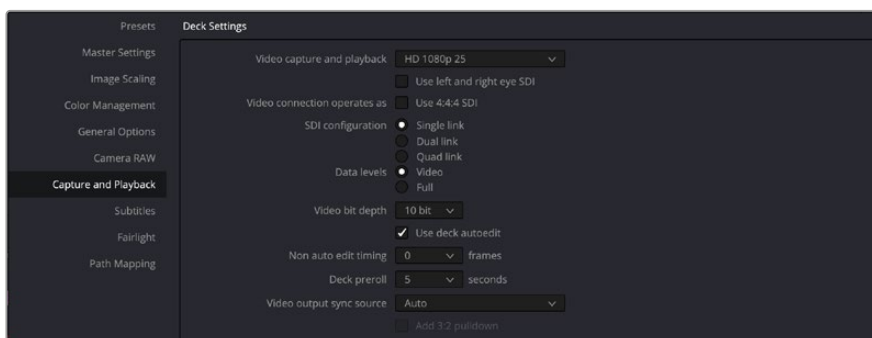 Presets
Master Settings
Image Scaling
Color Management
General Options
Camera RAW
Capture and Playback
Subtitles
Fairlight
Path Mapping
Deck Settings
Video capture and playback HD 1080p 25
Use left and right eye SDI
Video connection operates as Use 4:4:4 SDI
SDI configuration Single link
Dual link
Quad link
Data levels Video
Full
Video bit depth 10 bit
Use deck autoedit
Non auto edit timing 0 frames
Deck preroll 5 seconds
Video output sync source Auto
Add 3:2 pulldown